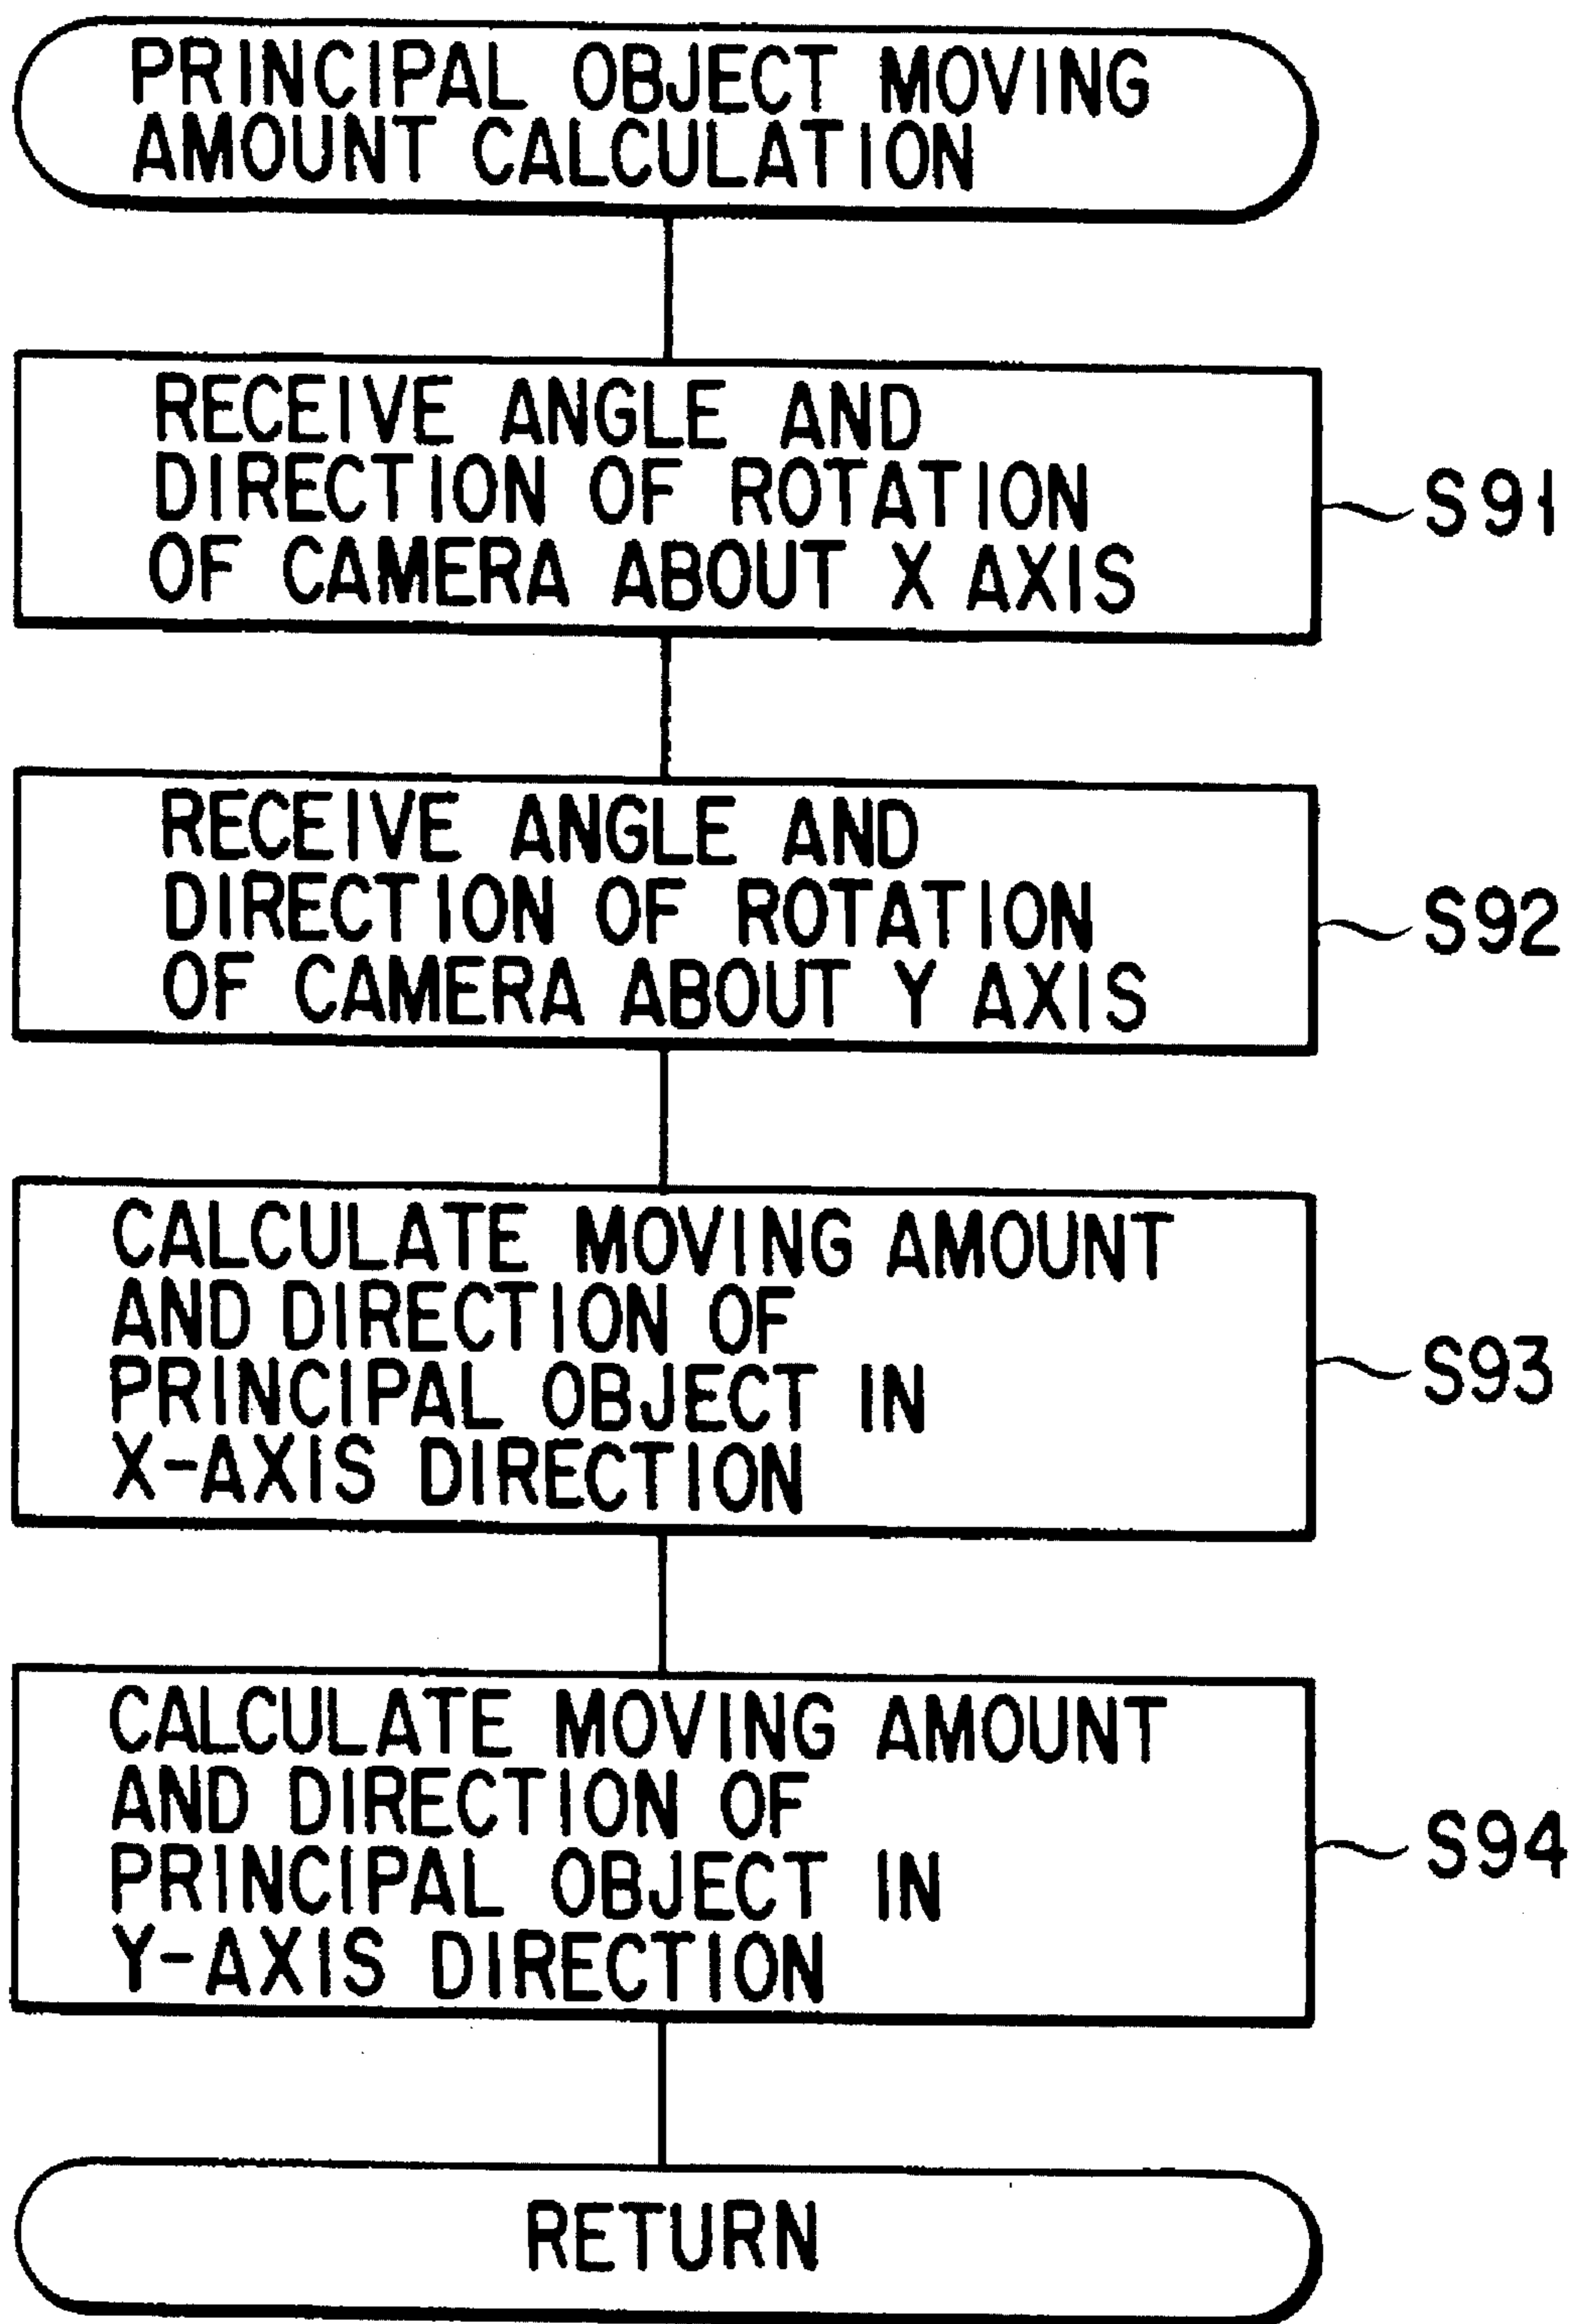 PRINCIPAL OBJECT MOVING
AMOUNT CALCULATION
RECEIVE ANGLE AND
DIRECTION OF ROTATION
OF CAMERA ABOUT X AXIS
S91
RECEIVE ANGLE AND
DIRECTION OF ROTATION
OF CAMERA ABOUT Y AXIS
S92
CALCULATE MOVING AMOUNT
AND DIRECTION OF
PRINCIPAL OBJECT IN
X-AXIS DIRECTION
S93
CALCULATE MOVING AMOUNT
AND DIRECTION OF
PRINCIPAL OBJECT IN
Y-AXIS DIRECTION
S94
RETURN